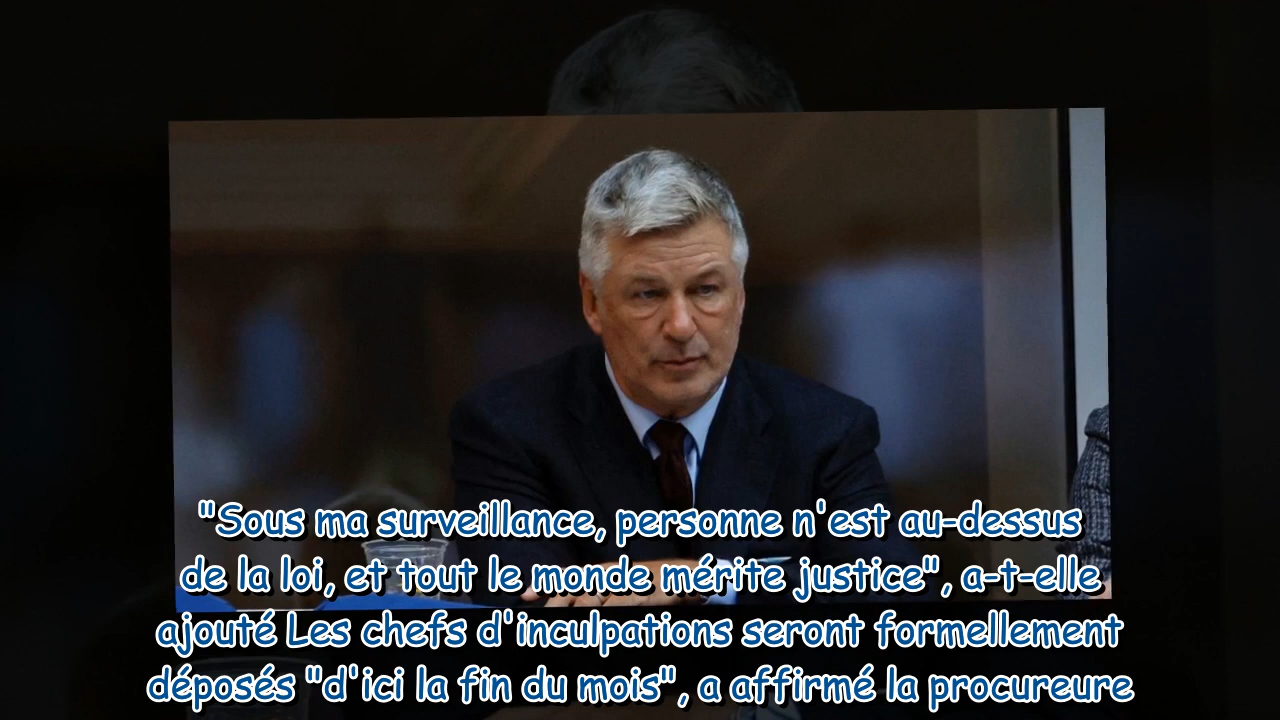 "Sous ma surveillance, personne n'est au-dessus
de la loi, et tout le monde mérite justice", a-t-elle
ajouté Les chefs d'inculpations seront formellement
déposés "d'ici la fin du mois", a affirmé la procureure